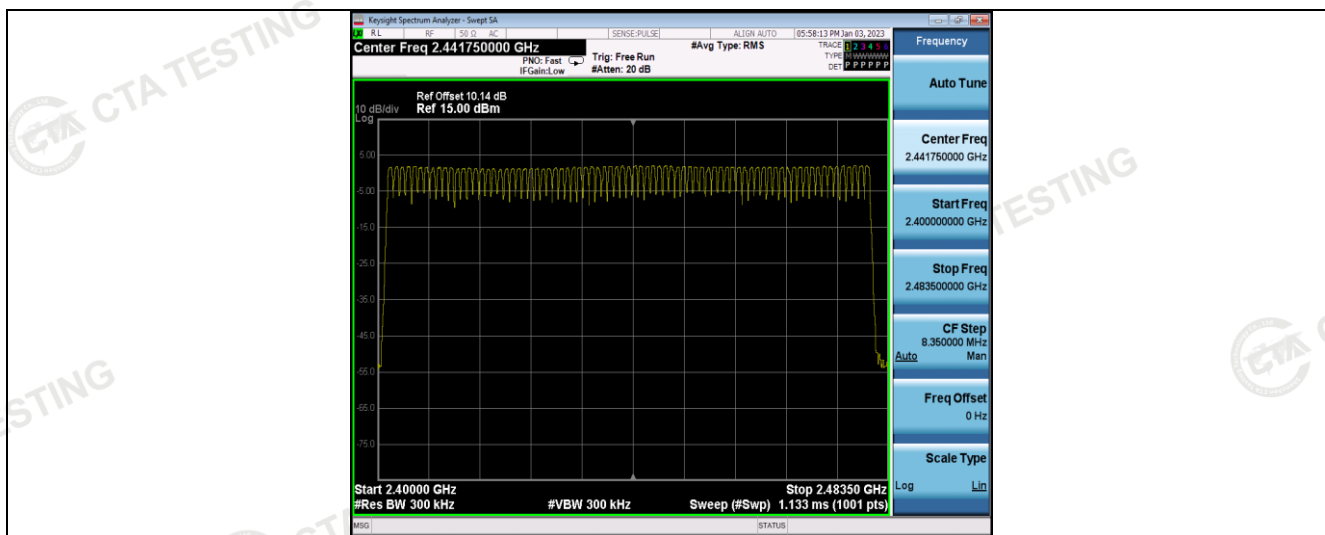 CTA TESTING
Keysight Spectrum Analyzer - Swept SA
RL RF 50 Ω AC SENSE:PULSE ALIGN AUTO 05:58:13 PM Jan 03, 2023
Center Freq 2.441750000 GHz
#Avg Type: RMS
TRACE 1 2 3 4 5 6
PNO: Fast Trig: Free Run
TYPE M WWWWW
IFGain:Low #Atten: 20 dB
DET P P P P P P
Frequency
Auto Tune
Ref Offset 10.14 dB
10 dB/div Ref 15.00 dBm
Log
5.00
-5.00
-15.0
-25.0
-35.0
-45.0
-55.0
-65.0
-75.0
Center Freq
2.441750000 GHz
Start Freq
2.400000000 GHz
Stop Freq
2.483500000 GHz
CF Step
8.350000 MHz
Auto Man
Freq Offset
0 Hz
Scale Type
Log Lin
Start 2.40000 GHz Stop 2.48350 GHz
#Res BW 300 kHz #VBW 300 kHz Sweep (#Swp) 1.133 ms (1001 pts)
MSG STATUS
TESTING
STING
CTA
CTA